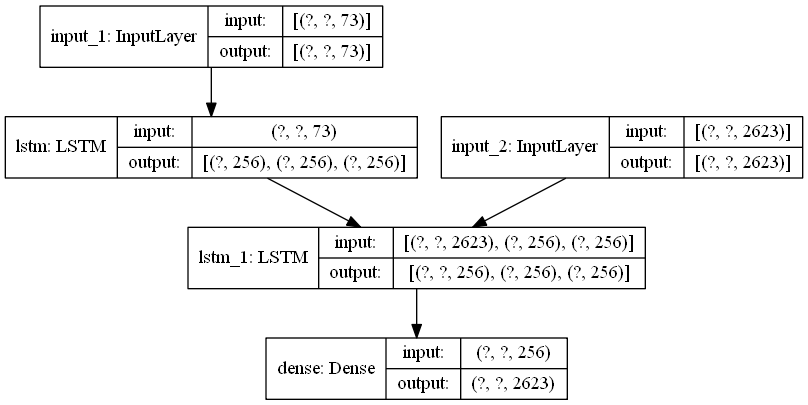 input_1: InputLayer
input: [(?, ?, 73)]
output: [(?, ?, 73)]
lstm: LSTM
input: (?, ?, 73)
output: [(?, 256), (?, 256), (?, 256)]
input_2: InputLayer
input: [(?, ?, 2623)]
output: [(?, ?, 2623)]
lstm_1: LSTM
input: [(?, ?, 2623), (?, 256), (?, 256)]
output: [(?, ?, 256), (?, 256), (?, 256)]
dense: Dense
input: (?, ?, 256)
output: (?, ?, 2623)